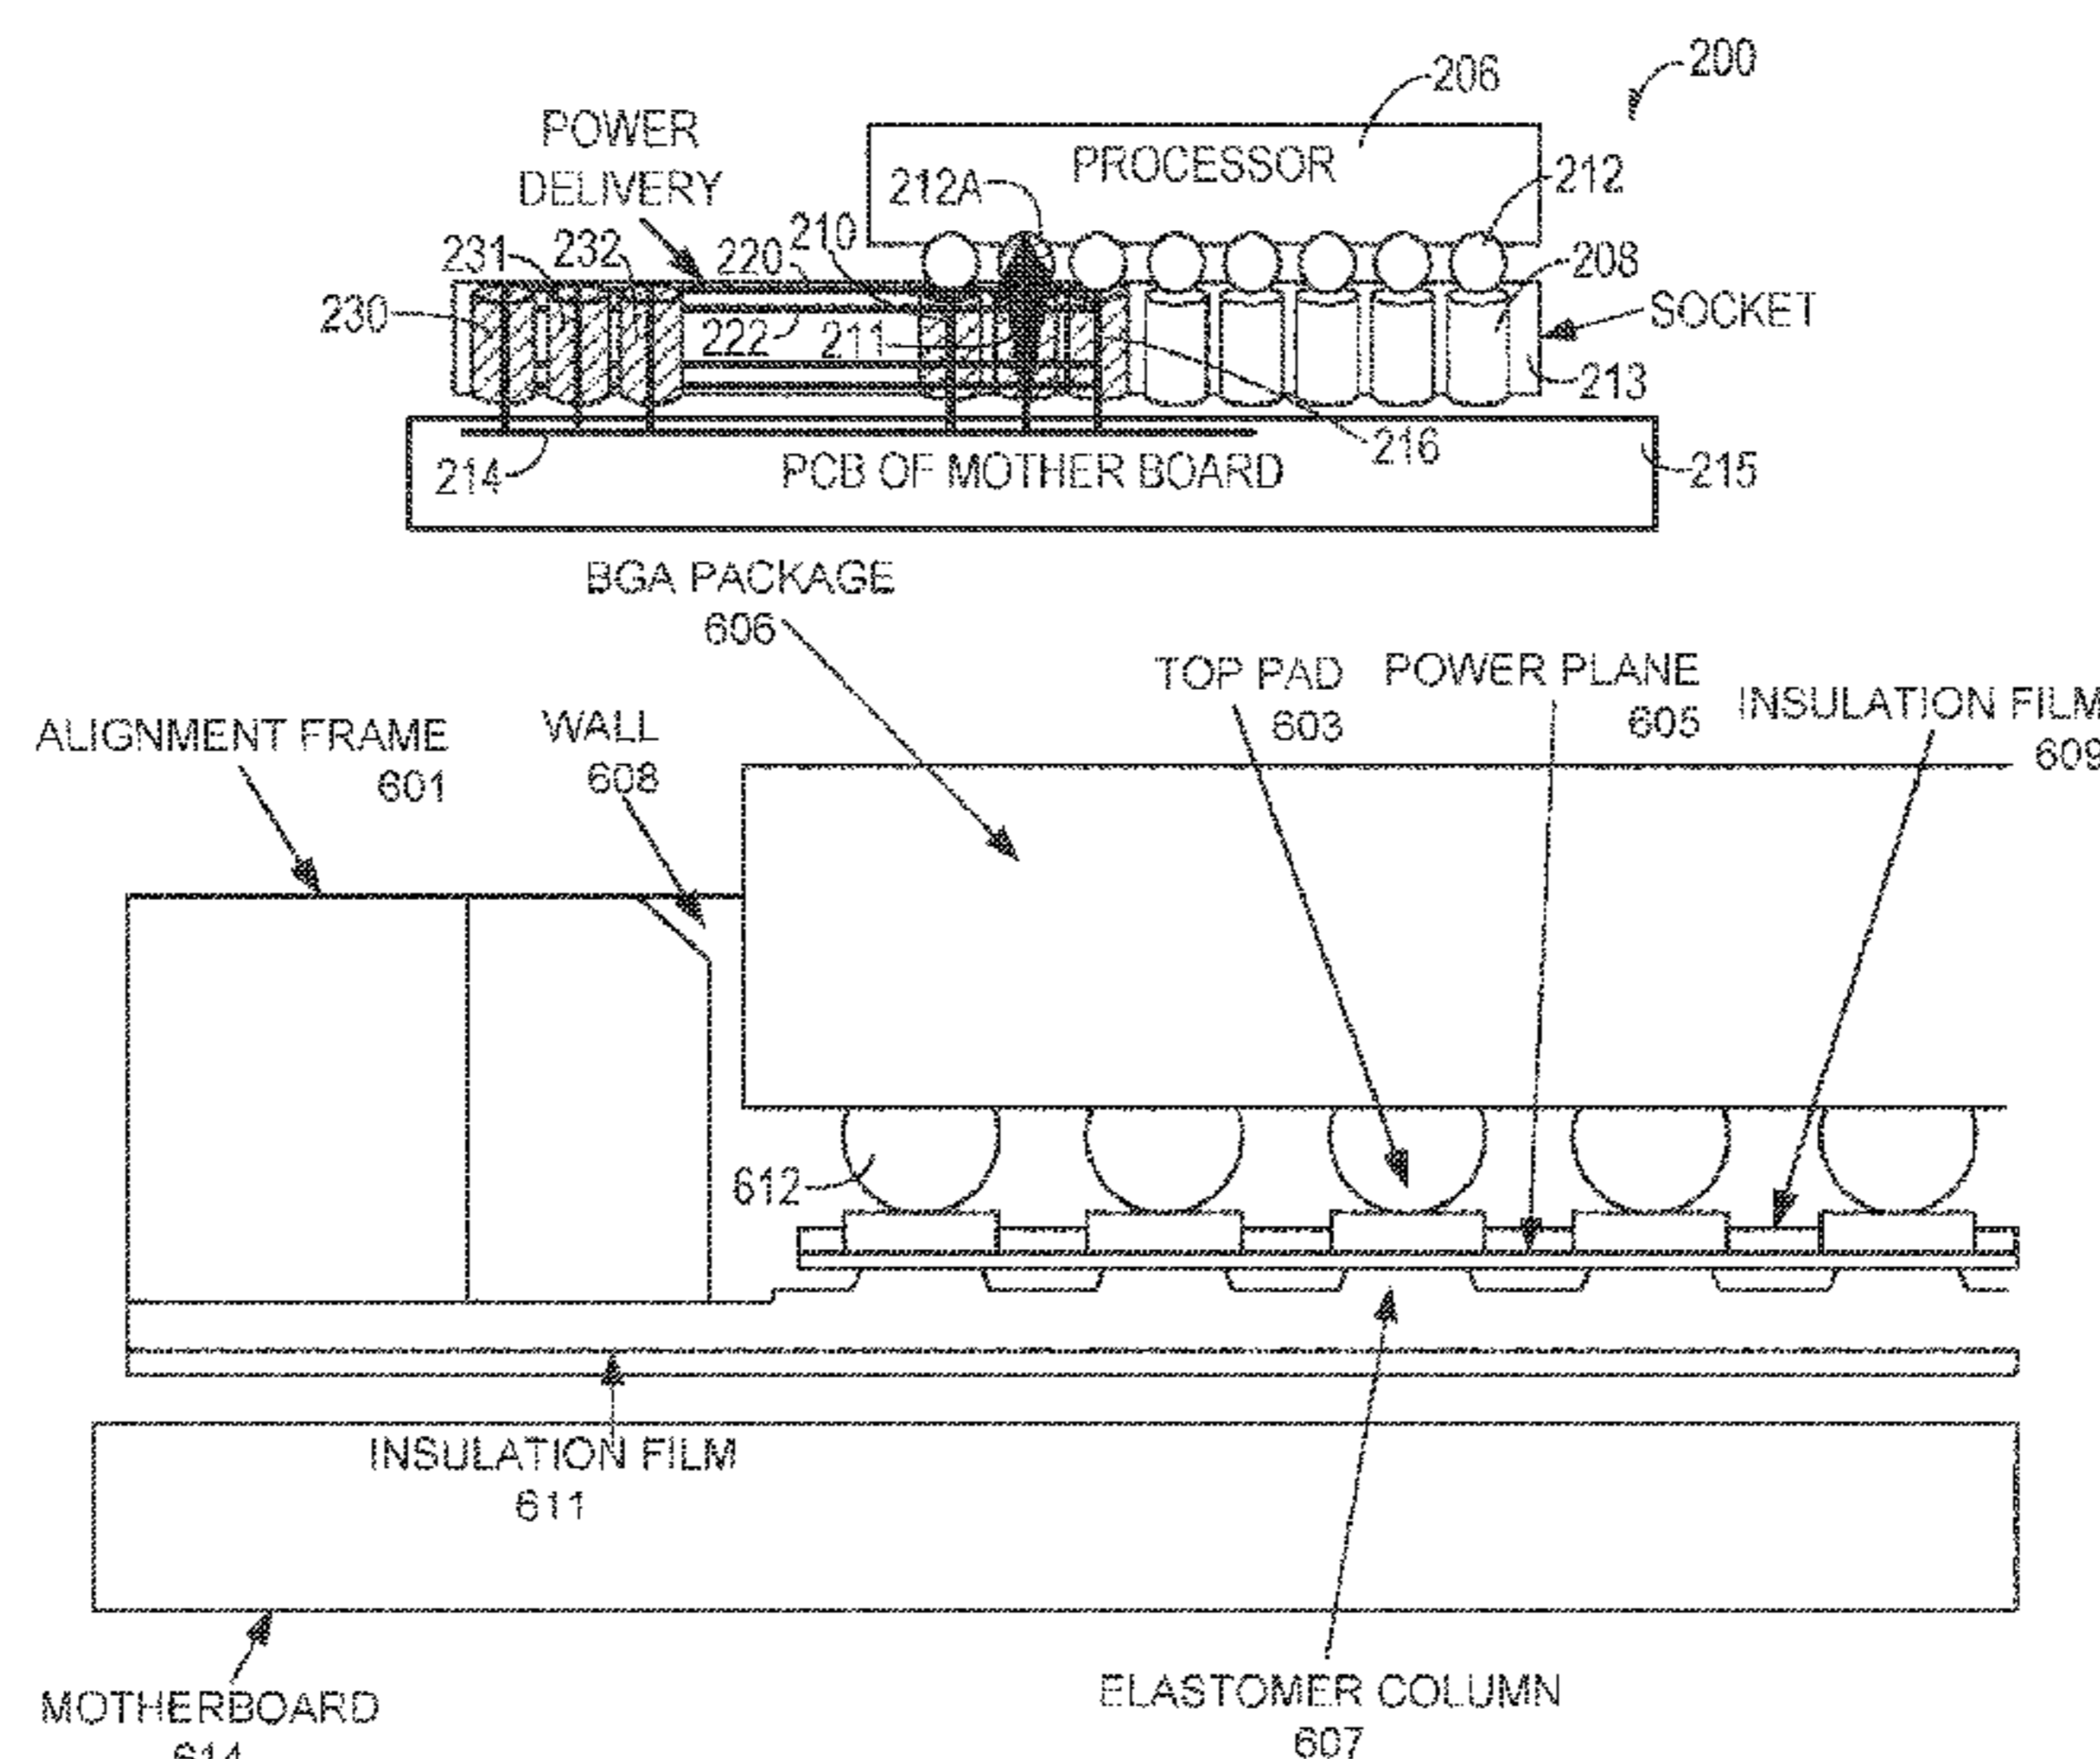 200
206
POWER
DELIVERY
PROCESSOR
212A
212
231
232
220
210
208
230
222
211
SOCKET
213
214
PCB OF MOTHER BOARD
216
215
BGA PACKAGE
606
TOP PAD
603
POWER PLANE
605
INSULATION FILM
609
ALIGNMENT FRAME
601
WALL
608
612
INSULATION FILM
611
MOTHERBOARD
614
ELASTOMER COLUMN
607